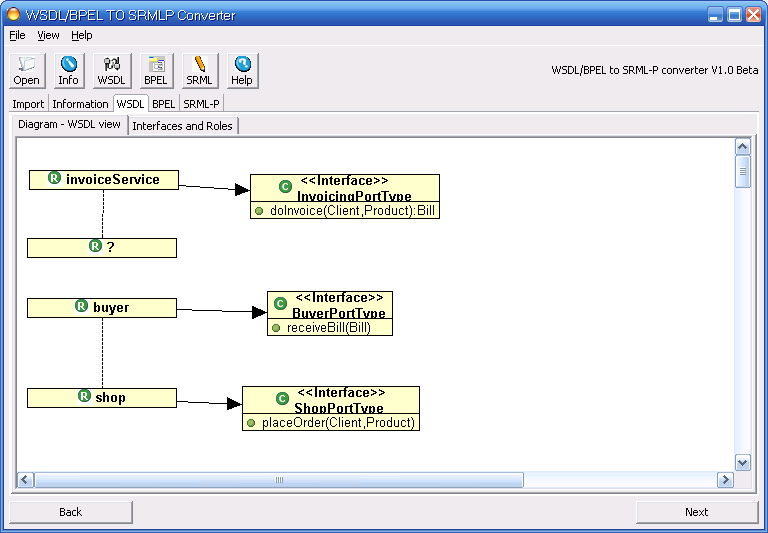 WSDL/BPEL TO SRMLP Converter
File View Help
Open Info WSDL BPEL SRML Help
WSDL/BPEL to SRML-P converter V1.0 Beta
Import Information WSDL BPEL SRML-P
Diagram - WSDL view Interfaces and Roles
R invoiceService
C <<Interface>>
InvoicingPortType
doInvoice(Client,Product):Bill
R ?
R buyer
C <<Interface>>
BuyerPortType
receiveBill(Bill)
R shop
C <<Interface>>
ShopPortType
placeOrder(Client,Product)
Back Next